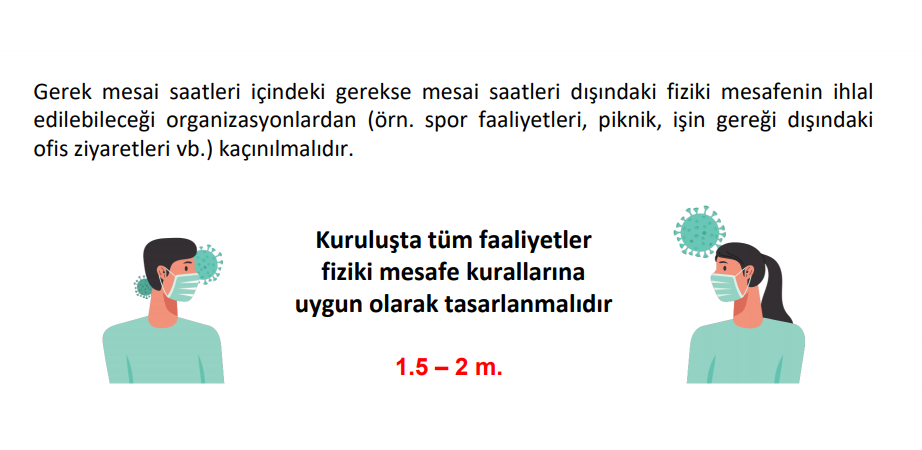 Gerek mesai saatleri içindeki gerekse mesai saatleri dışındaki fiziki mesafenin ihlal
edilebileceği organizasyonlardan (örn. spor faaliyetleri, piknik, işin gereği dışındaki
ofis ziyaretleri vb.) kaçınılmalıdır.
Kuruluşta tüm faaliyetler
fiziki mesafe kurallarına
uygun olarak tasarlanmalıdır
1.5 – 2 m.